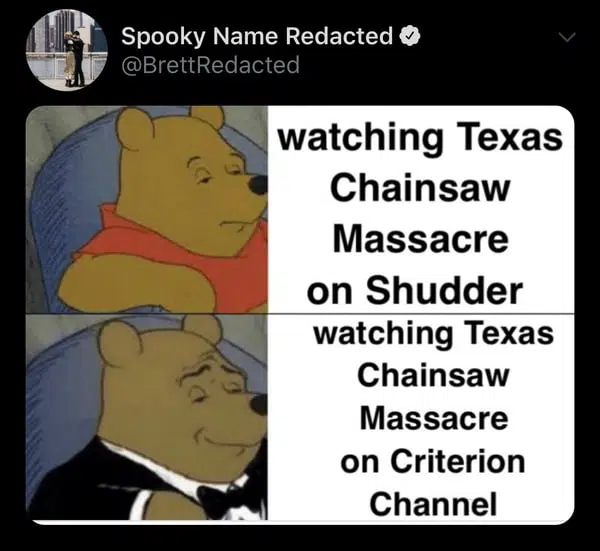 Spooky Name Redacted
@BrettRedacted
watching Texas
Chainsaw
Massacre
on Shudder
watching Texas
Chainsaw
Massacre
on Criterion
Channel